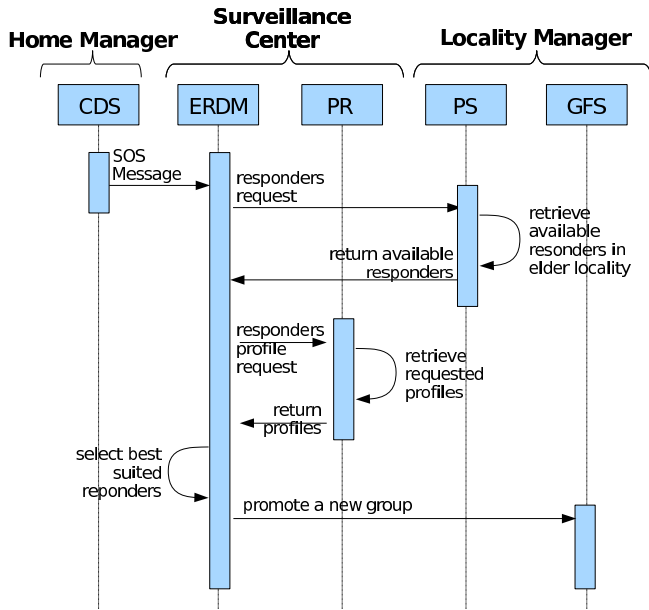 Surveillance
Center
Home Manager
Locality Manager
CDS
ERDM
PR
PS
GFS
SOS
Message
responders
request
retrieve
available
resonders in
elder locality
return available
responders
responders
profile
request
retrieve
requested
profiles
return
profiles
select best
suited
reponders
promote a new group